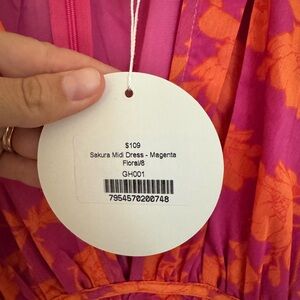 $109
Sakura Midi Dress - Magenta
Floral/8
GH001
7954570200748